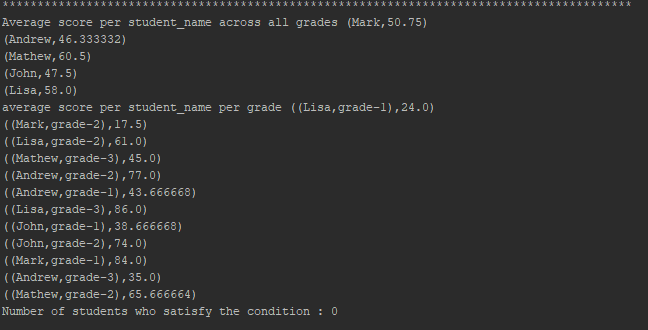 ******************************************************************************************
Average score per student_name across all grades (Mark,50.75)
(Andrew,46.333332)
(Mathew,60.5)
(John,47.5)
(Lisa,58.0)
average score per student_name per grade ((Lisa,grade-1),24.0)
((Mark,grade-2),17.5)
((Lisa,grade-2),61.0)
((Mathew,grade-3),45.0)
((Andrew,grade-2),77.0)
((Andrew,grade-1),43.666668)
((Lisa,grade-3),86.0)
((John,grade-1),38.666668)
((John,grade-2),74.0)
((Mark,grade-1),84.0)
((Andrew,grade-3),35.0)
((Mathew,grade-2),65.666664)
Number of students who satisfy the condition : 0